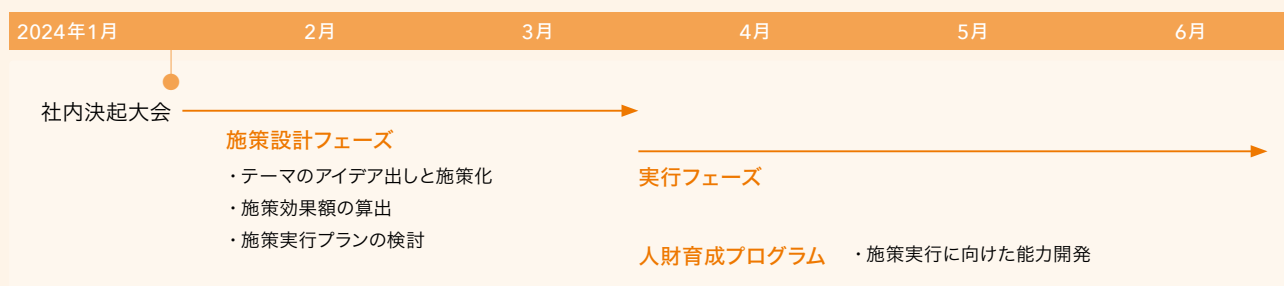 2024年1月 2月 3月 4月 5月 6月
社内決起大会
施策設計フェーズ
・テーマのアイデア出しと施策化
・施策効果額の算出
・施策実行プランの検討
実行フェーズ
人財育成プログラム ・施策実行に向けた能力開発